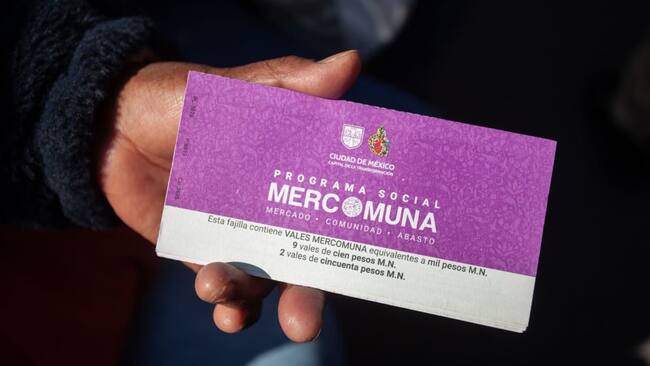 CIUDAD DE MÉXICO
CAPITAL DE LA TRANSFORMACIÓN
PROGRAMA SOCIAL
MERCOMUNA
MERCADO • COMUNIDAD • ABASTO
Esta fajilla contiene VALES MERCOMUNA equivalentes a mil pesos M.N.
9 vales de cien pesos M.N.
2 vales de cincuenta pesos M.N.